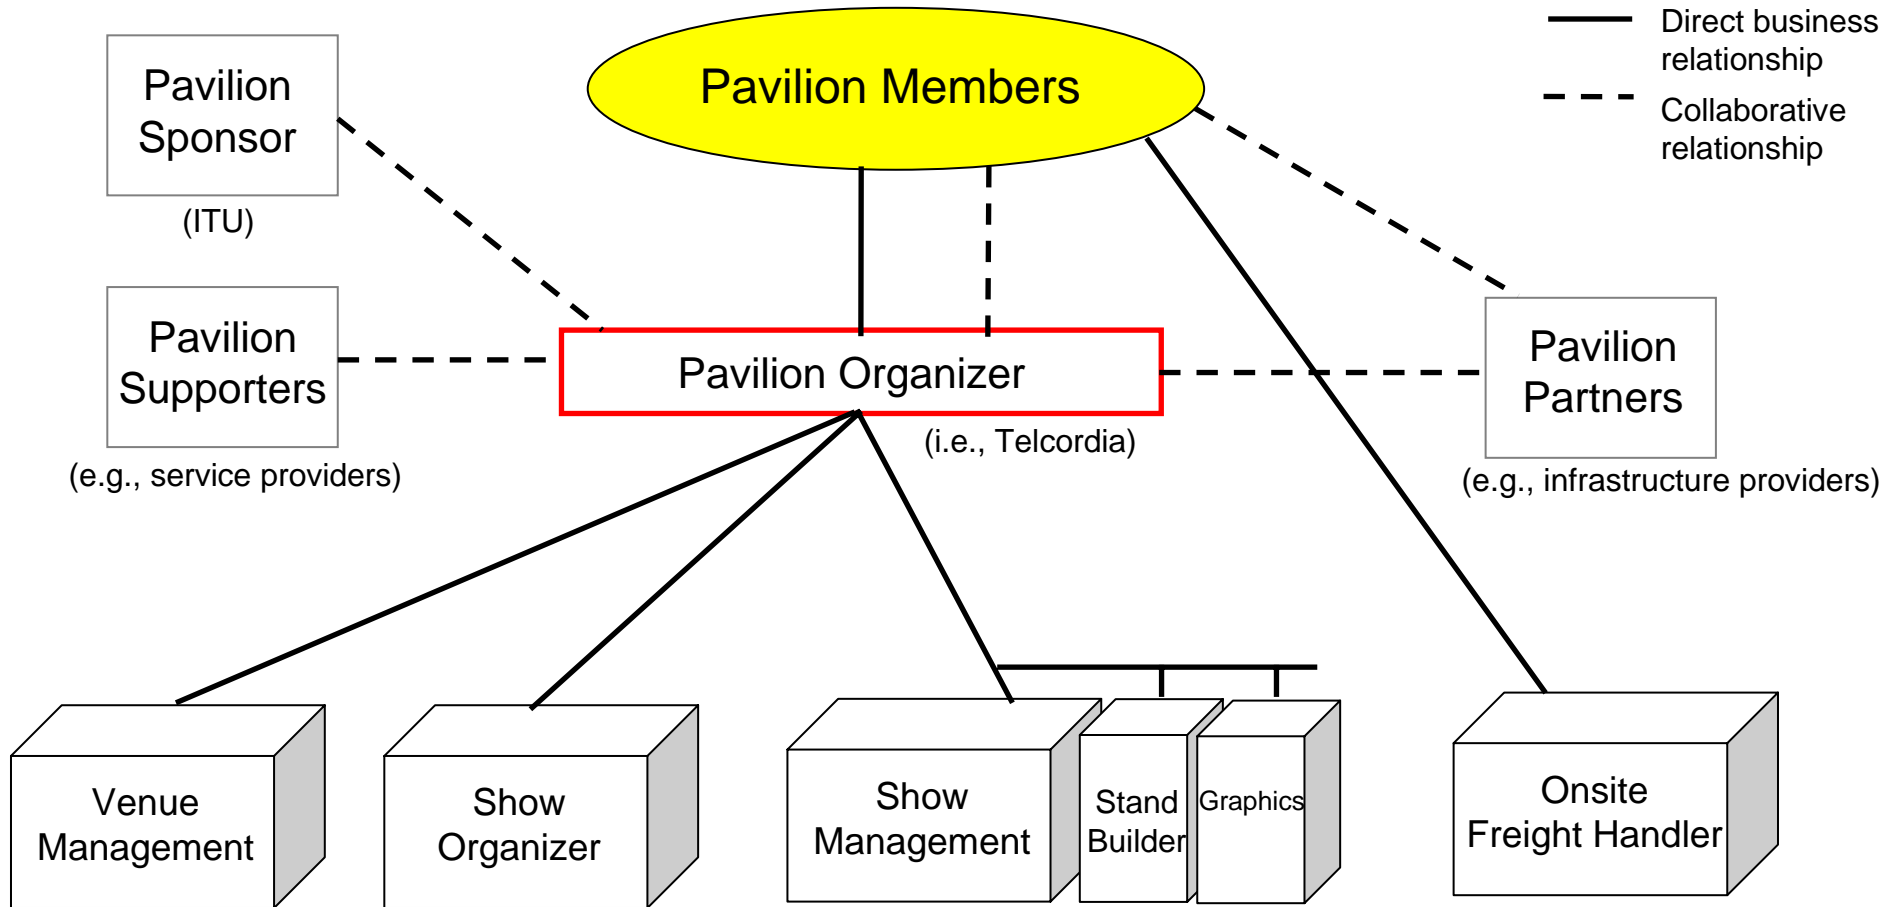 Direct business
relationship
Collaborative
relationship
Pavilion
Sponsor
(ITU)
Pavilion Members
Pavilion
Supporters
(e.g., service providers)
Pavilion Organizer
(i.e., Telcordia)
Pavilion
Partners
(e.g., infrastructure providers)
Venue
Management
Show
Organizer
Show
Management
Stand
Builder
Graphics
Onsite
Freight Handler